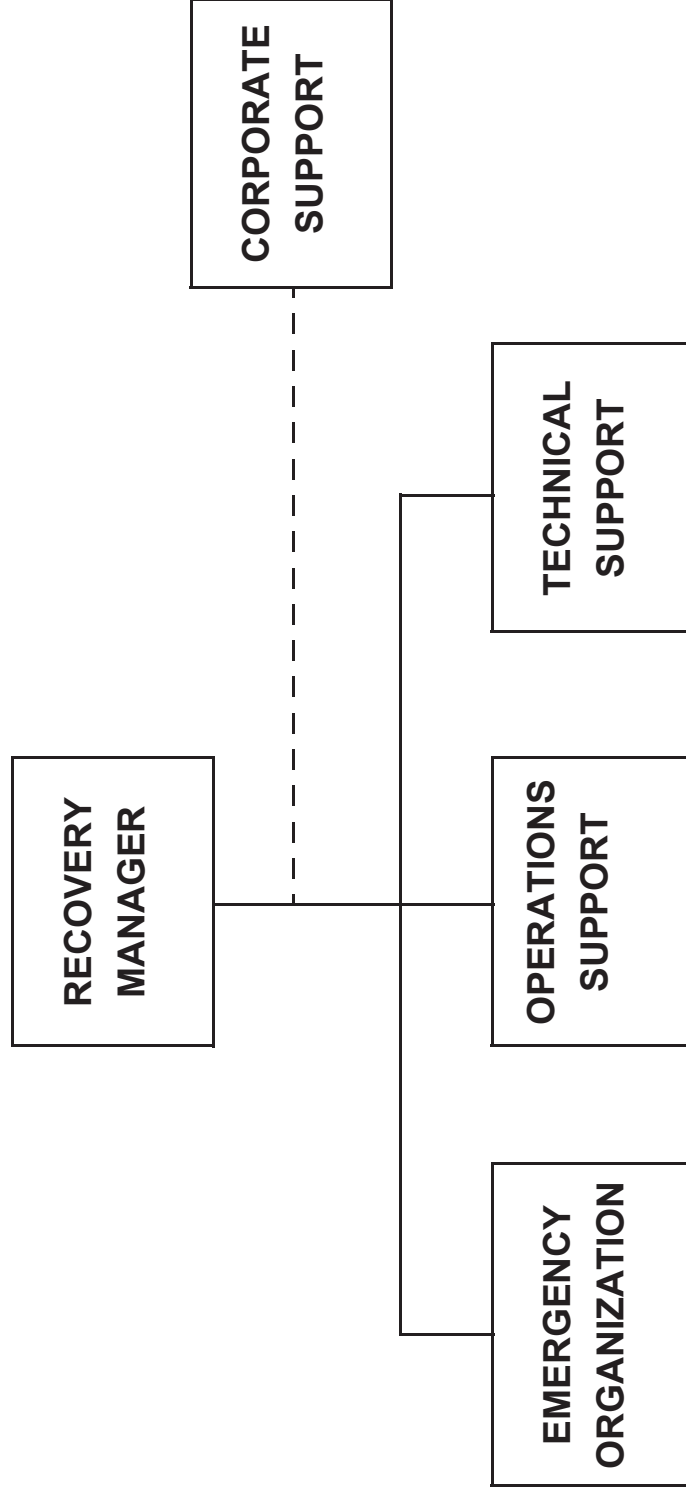 RECOVERY
MANAGER
CORPORATE
SUPPORT
EMERGENCY
ORGANIZATION
OPERATIONS
SUPPORT
TECHNICAL
SUPPORT